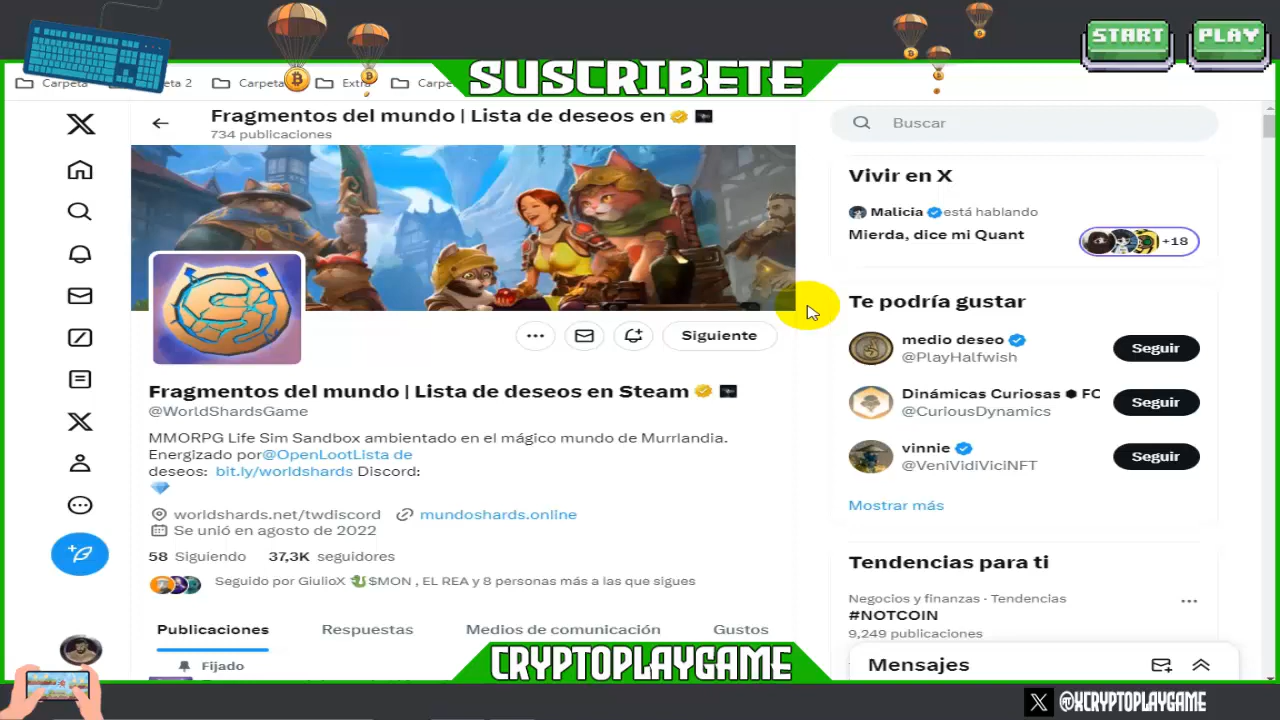 START
PLAY
SUSCRIBETE
Carpeta
ta 2
Carpeta
Extra
Carpe
Fragmentos del mundo | Lista de deseos en
734 publicaciones
Buscar
Vivir en X
Malicia está hablando
Mierda, dice mi Quant
+18
Te podría gustar
medio deseo
@PlayHalfwish
Seguir
Dinámicas Curiosas ⬢ FC
@CuriousDynamics
Seguir
vinnie
@VeniVidiViciNFT
Seguir
Mostrar más
Siguiente
Fragmentos del mundo | Lista de deseos en Steam
@WorldShardsGame
MMORPG Life Sim Sandbox ambientado en el mágico mundo de Murrlandia.
Energizado por@OpenLootLista de
deseos: bit.ly/worldshards Discord:
💎
worldshards.net/twdiscord mundoshards.online
Se unió en agosto de 2022
58 Siguiendo 37,3K seguidores
Seguido por GiulioX 🐉$MON , EL REA y 8 personas más a las que sigues
Publicaciones Respuestas Medios de comunicación Gustos
Fijado
Tendencias para ti
Negocios y finanzas · Tendencias
#NOTCOIN
9,249 publicaciones
Mensajes
CRYPTOPLAYGAME
X @XCRYPTOPLAYGAME